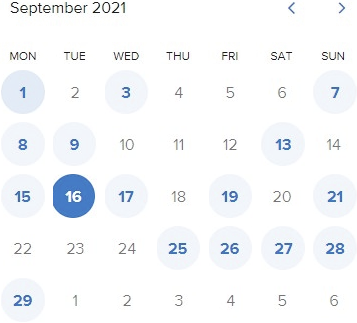 September 2021
MON TUE WED THU FRI SAT SUN
1 2 3 4 5 6 7
8 9 10 11 12 13 14
15 16 17 18 19 20 21
22 23 24 25 26 27 28
29 1 2 3 4 5 6